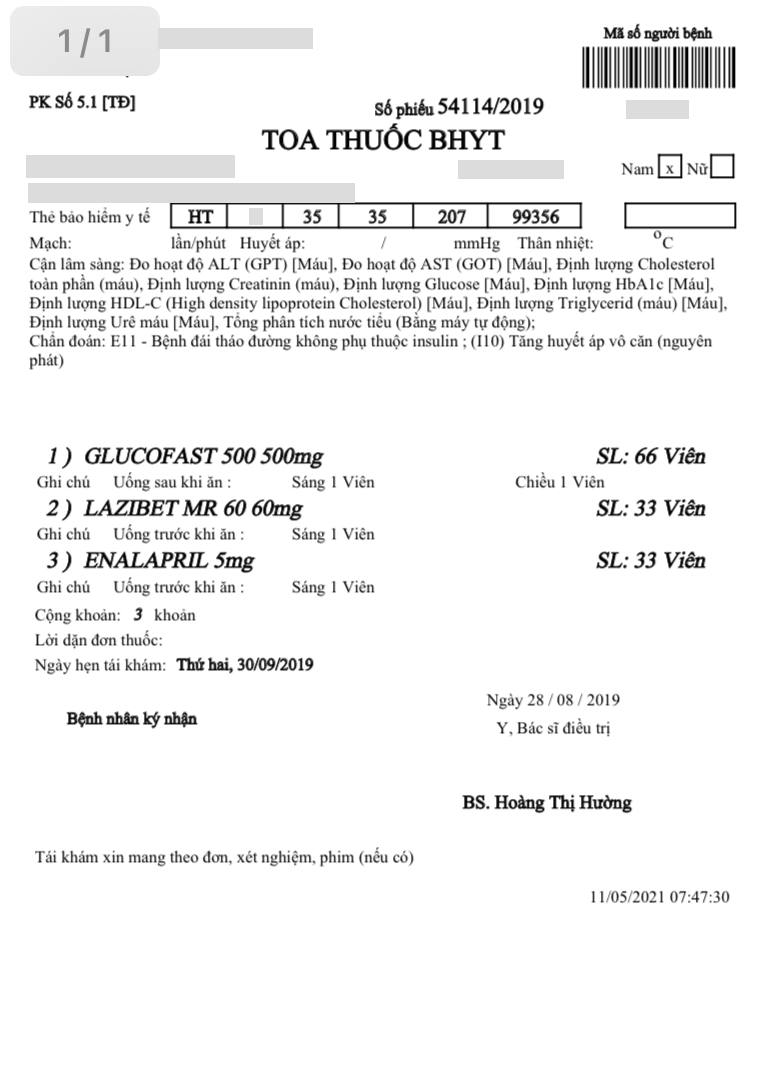 1/1
Mã số người bệnh
PK Số 5.1 [TĐ]
Số phiếu 54114/2019
TOA THUỐC BHYT
Nam x Nữ
Thẻ bảo hiểm y tế HT 35 35 207 99356
Mạch: lần/phút Huyết áp: / mmHg Thân nhiệt: °C
Cận lâm sàng: Đo hoạt độ ALT (GPT) [Máu], Đo hoạt độ AST (GOT) [Máu], Định lượng Cholesterol
toàn phần (máu), Định lượng Creatinin (máu), Định lượng Glucose [Máu], Định lượng HbA1c [Máu],
Định lượng HDL-C (High density lipoprotein Cholesterol) [Máu], Định lượng Triglycerid (máu) [Máu],
Định lượng Urê máu [Máu], Tổng phân tích nước tiểu (Bằng máy tự động);
Chẩn đoán: E11 - Bệnh đái tháo đường không phụ thuộc insulin ; (I10) Tăng huyết áp vô căn (nguyên
phát)
1 ) GLUCOFAST 500 500mg SL: 66 Viên
Ghi chú Uống sau khi ăn : Sáng 1 Viên Chiều 1 Viên
2 ) LAZIBET MR 60 60mg SL: 33 Viên
Ghi chú Uống trước khi ăn : Sáng 1 Viên
3 ) ENALAPRIL 5mg SL: 33 Viên
Ghi chú Uống trước khi ăn : Sáng 1 Viên
Cộng khoản: 3 khoản
Lời dặn đơn thuốc:
Ngày hẹn tái khám: Thứ hai, 30/09/2019
Ngày 28 / 08 / 2019
Bệnh nhân ký nhận
Y, Bác sĩ điều trị
BS. Hoàng Thị Hường
Tái khám xin mang theo đơn, xét nghiệm, phim (nếu có)
11/05/2021 07:47:30